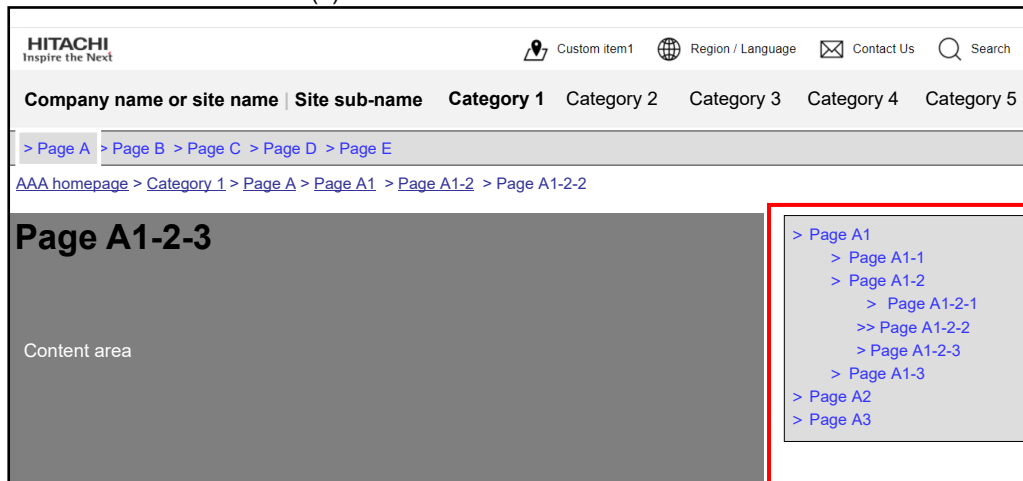 HITACHI
Inspire the Next
Custom item1 Region / Language Contact Us Search
Company name or site name | Site sub-name Category 1 Category 2 Category 3 Category 4 Category 5
> Page A > Page B > Page C > Page D > Page E
AAA homepage > Category 1 > Page A > Page A1 > Page A1-2 > Page A1-2-2
Page A1-2-3
Content area
> Page A1
> Page A1-1
> Page A1-2
> Page A1-2-1
>> Page A1-2-2
> Page A1-2-3
> Page A1-3
> Page A2
> Page A3